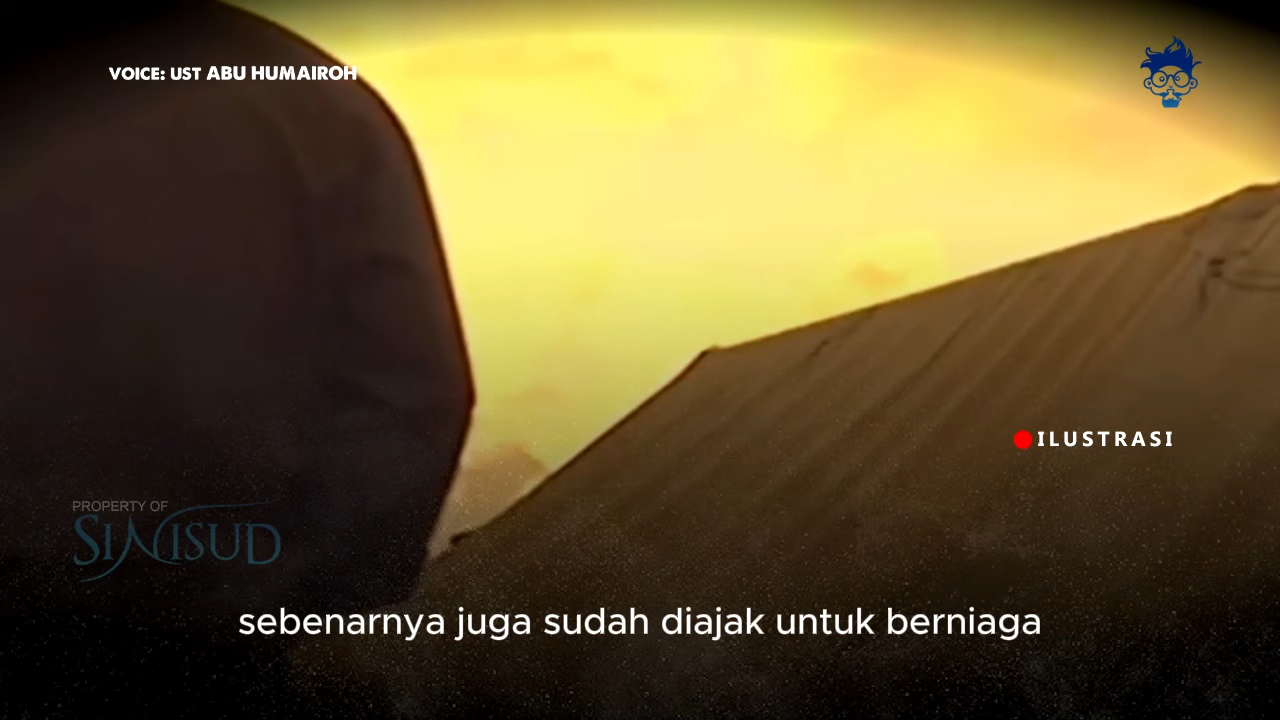 VOICE: UST ABU HUMAIROH
ILUSTRASI
PROPERTY OF
SINISUD
sebenarnya juga sudah diajak untuk berniaga